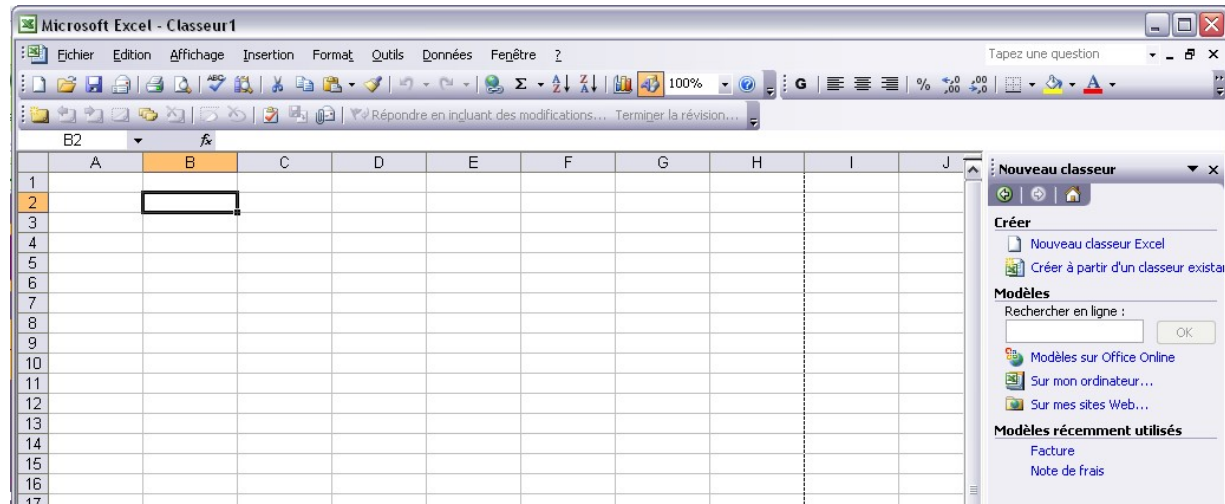 Microsoft Excel - Classeur1
Fichier Edition Affichage Insertion Format Outils Données Fenêtre ? Tapez une question
100% G %
Répondre en incluant des modifications... Terminer la révision...
B2 fx
A B C D E F G H I J
Nouveau classeur
1
2
3
4
5
6
7
8
9
10
11
12
13
14
15
16
17
Créer
Nouveau classeur Excel
Créer à partir d'un classeur exista
Modèles
Rechercher en ligne :
OK
Modèles sur Office Online
Sur mon ordinateur...
Sur mes sites Web...
Modèles récemment utilisés
Facture
Note de frais